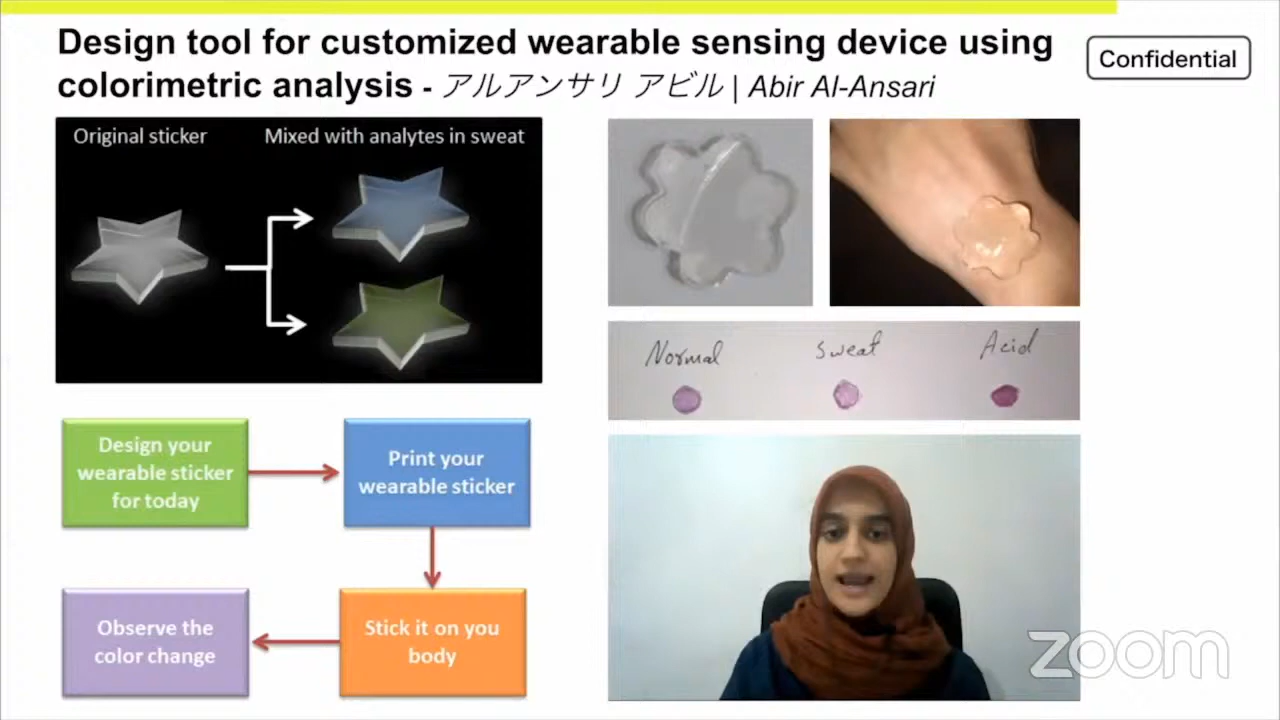 Design tool for customized wearable sensing device using
colorimetric analysis - アルアンサリ アビル | Abir Al-Ansari
Confidential
Original sticker
Mixed with analytes in sweat
Normal
Sweat
Acid
Design your
wearable sticker
for today
Print your
wearable sticker
Stick it on you
body
Observe the
color change
zoom